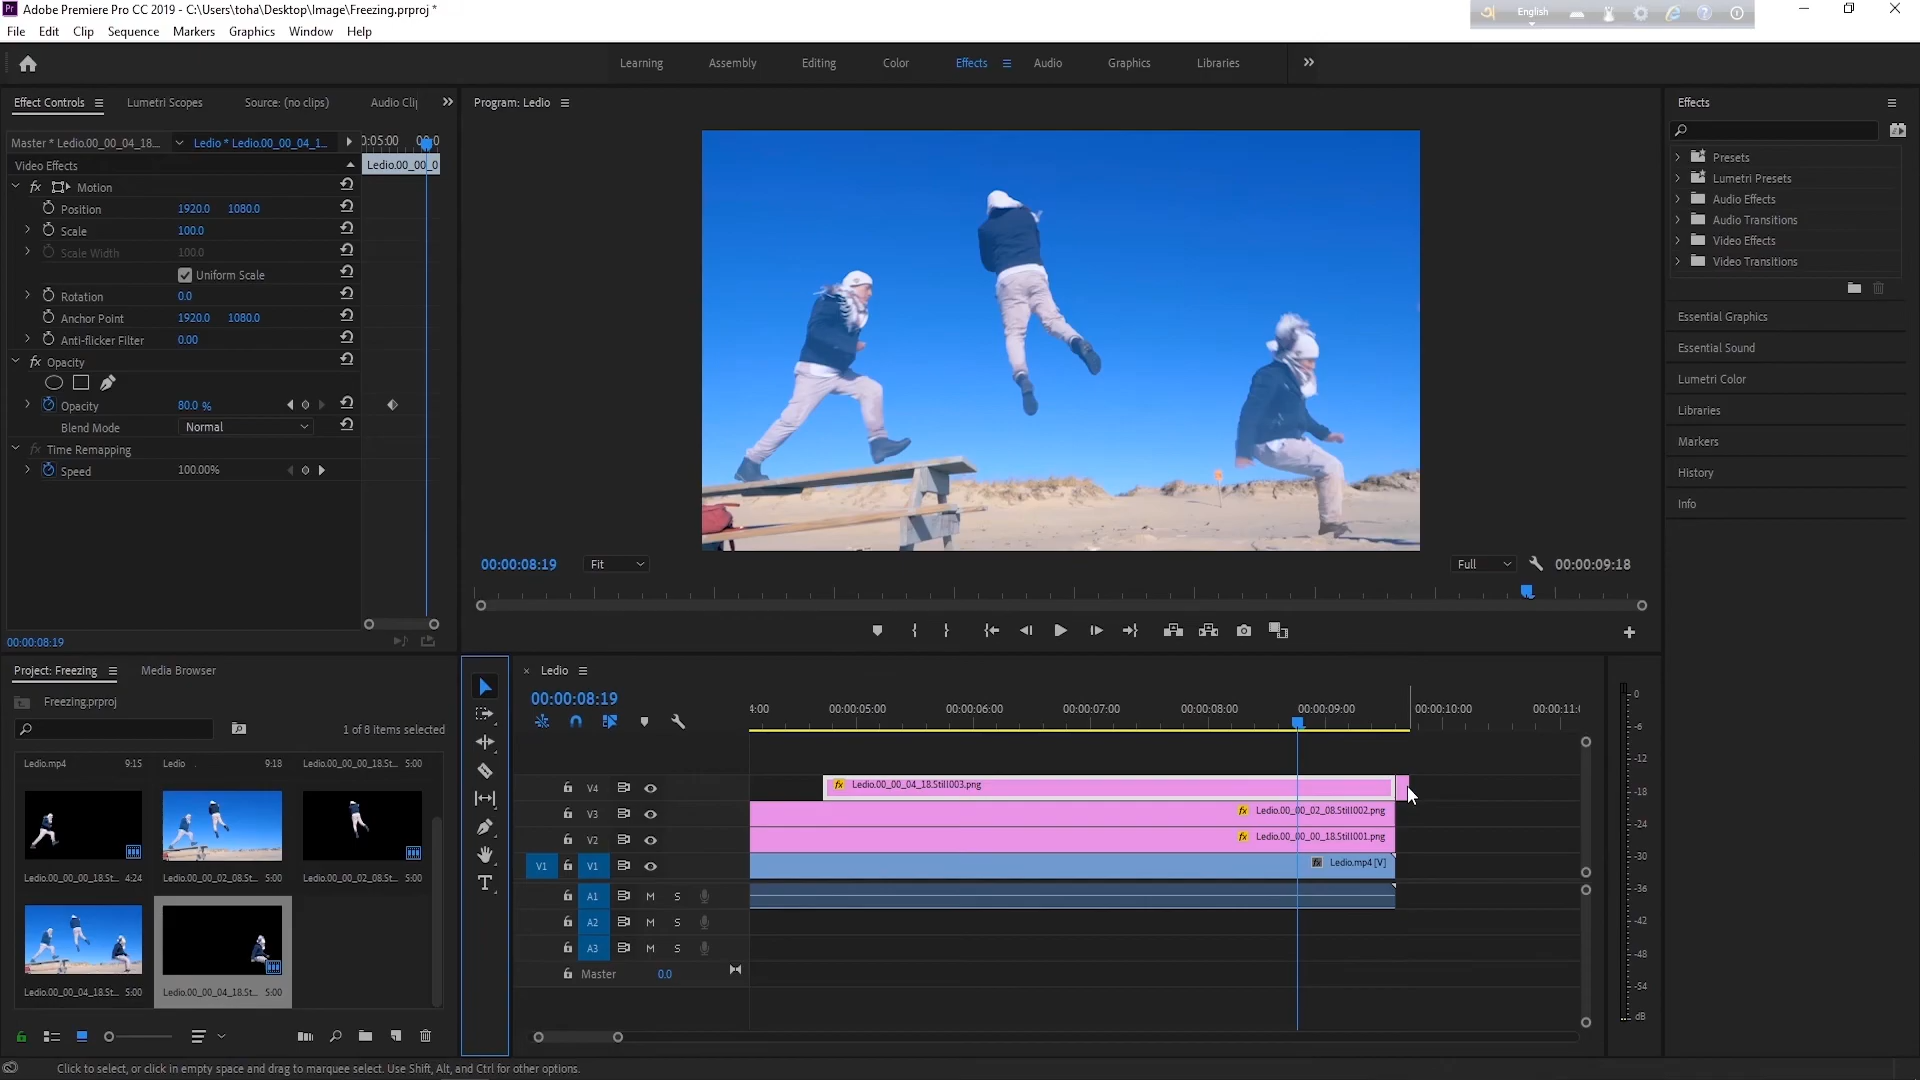 Adobe Premiere Pro CC 2019 - C:\Users\toha\Desktop\Image\Freezing.prproj *
English
File Edit Clip Sequence Markers Graphics Window Help
Learning Assembly Editing Color Effects Audio Graphics Libraries
Effect Controls Lumetri Scopes Source: (no clips) Audio Cli
Master * Ledio.00_00_04_18... Ledio * Ledio.00_00_04_1...
Video Effects
Ledio.00_00_0
Motion
Position 1920.0 1080.0
Scale 100.0
Scale Width 100.0
Uniform Scale
Rotation 0.0
Anchor Point 1920.0 1080.0
Anti-flicker Filter 0.00
Opacity
Opacity 80.0 %
Blend Mode Normal
Time Remapping
Speed 100.00%
00:00:08:19
Program: Ledio
00:00:08:19 Fit Full 00:00:09:18
Effects
Presets
Lumetri Presets
Audio Effects
Audio Transitions
Video Effects
Video Transitions
Essential Graphics
Essential Sound
Lumetri Color
Libraries
Markers
History
Info
Project: Freezing Media Browser
Freezing.prproj
1 of 8 items selected
Ledio.mp4 9:15 Ledio 9:18 Ledio.00_00_00_18.St... 5:00
Ledio.00_00_00_18.St... 4:24 Ledio.00_00_02_08.St... 5:00 Ledio.00_00_02_08.St... 5:00
Ledio.00_00_04_18.St... 5:00 Ledio.00_00_04_18.St... 5:00
Ledio
00:00:08:19
4:00 00:00:05:00 00:00:06:00 00:00:07:00 00:00:08:00 00:00:09:00 00:00:10:00 00:00:11:
V4 Ledio.00_00_04_18.Still003.png
V3 Ledio.00_00_02_08.Still002.png
V2 Ledio.00_00_00_18.Still001.png
V1 V1 Ledio.mp4 [V]
A1 M S
A2 M S
A3 M S
Master 0.0
0
-6
-12
-18
-24
-30
-36
-42
-48
-54
dB
Click to select, or click in empty space and drag to marquee select. Use Shift, Alt, and Ctrl for other options.